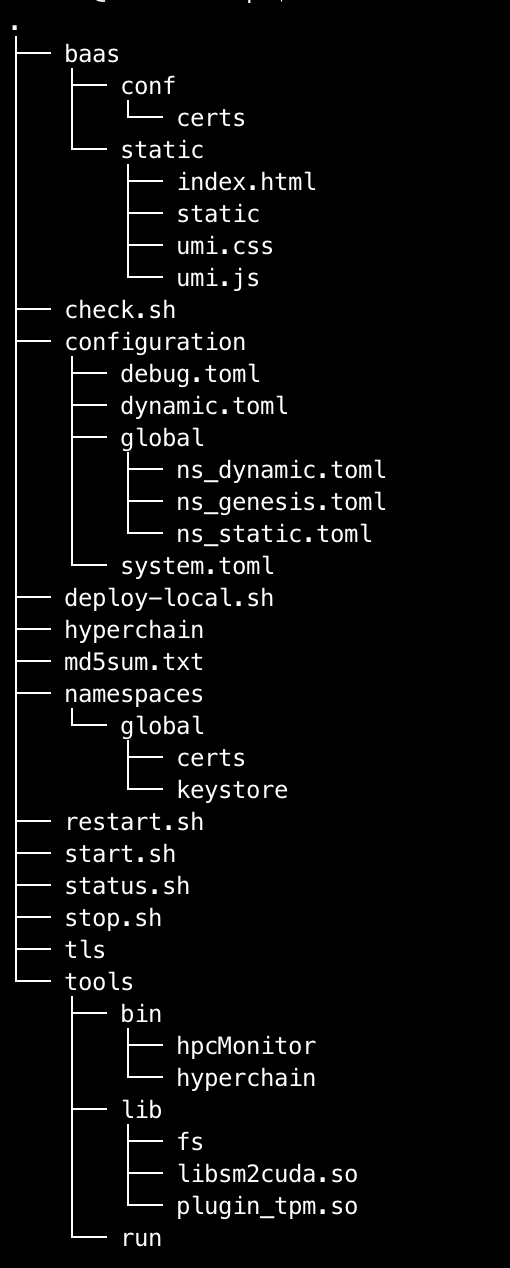 .
├── baas
│   ├── conf
│   │   └── certs
│   └── static
│       ├── index.html
│       ├── static
│       ├── umi.css
│       └── umi.js
├── check.sh
├── configuration
│   ├── debug.toml
│   ├── dynamic.toml
│   ├── global
│   │   ├── ns_dynamic.toml
│   │   ├── ns_genesis.toml
│   │   └── ns_static.toml
│   └── system.toml
├── deploy-local.sh
├── hyperchain
├── md5sum.txt
├── namespaces
│   └── global
│       ├── certs
│       └── keystore
├── restart.sh
├── start.sh
├── status.sh
├── stop.sh
├── tls
└── tools
    ├── bin
    │   ├── hpcMonitor
    │   └── hyperchain
    ├── lib
    │   ├── fs
    │   ├── libsm2cuda.so
    │   └── plugin_tpm.so
    └── run